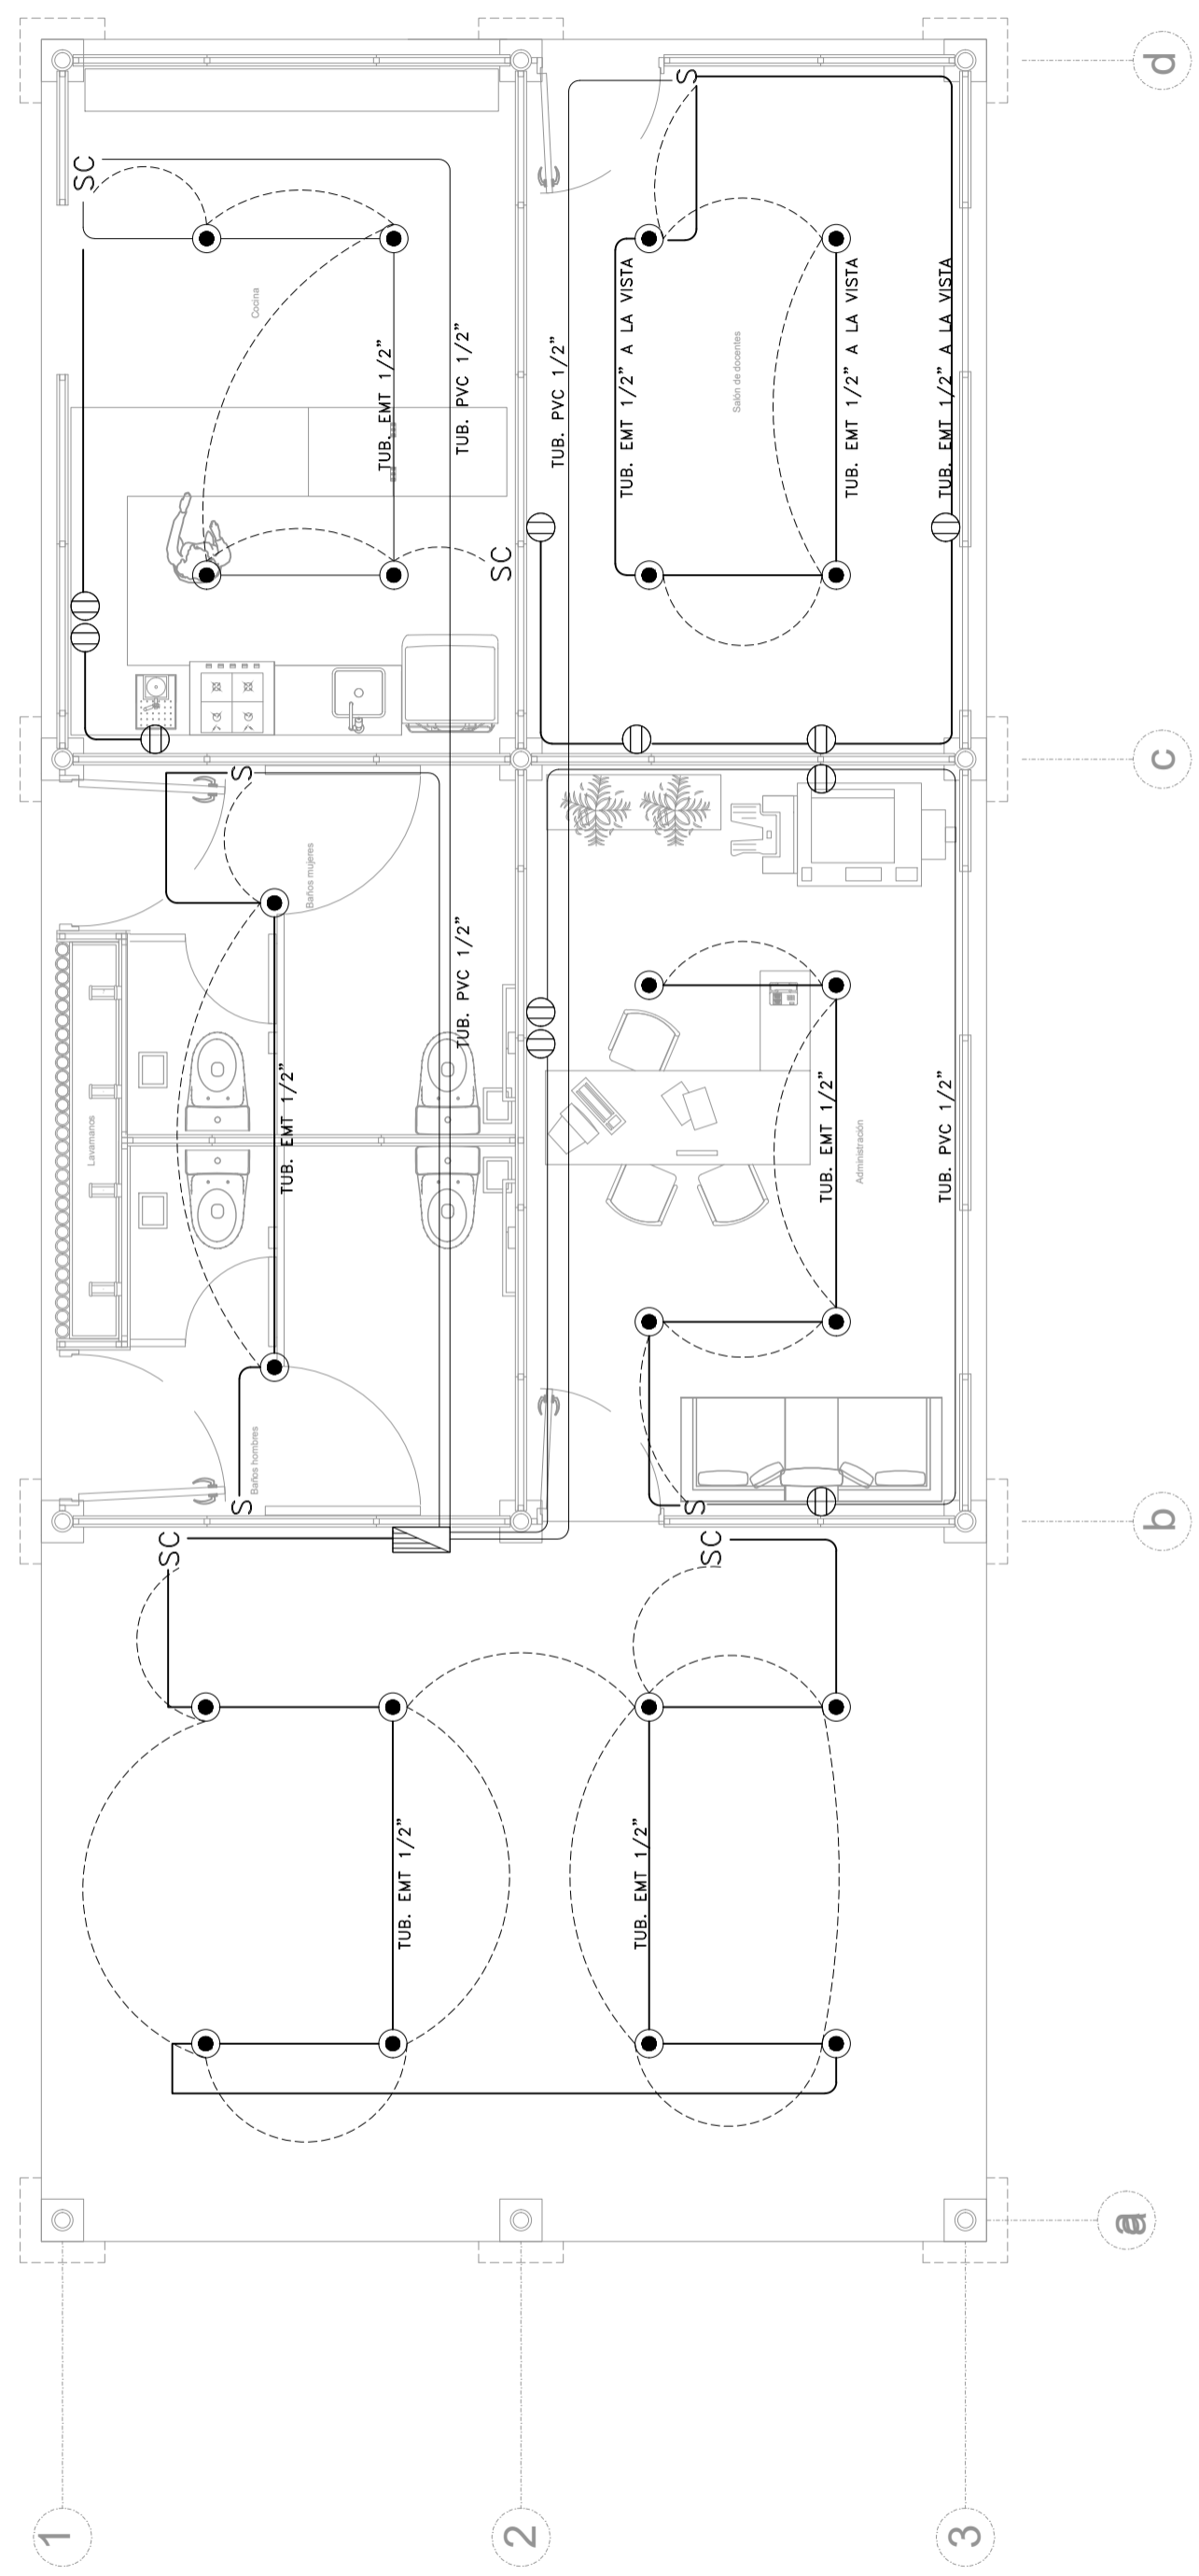 d
S
SC
Cocina
TUB. EMT 1/2"
TUB. PVC 1/2"
TUB. PVC 1/2"
TUB. EMT 1/2" A LA VISTA
Salón de docentes
TUB. EMT 1/2" A LA VISTA
TUB. EMT 1/2" A LA VISTA
SC
c
S
Baños mujeres
TUB. PVC 1/2"
Lavamanos
TUB. EMT 1/2"
TUB. EMT 1/2"
Administración
TUB. PVC 1/2"
Baños hombres
S
S
b
SC
SC
TUB. EMT 1/2"
TUB. EMT 1/2"
a
1
2
3